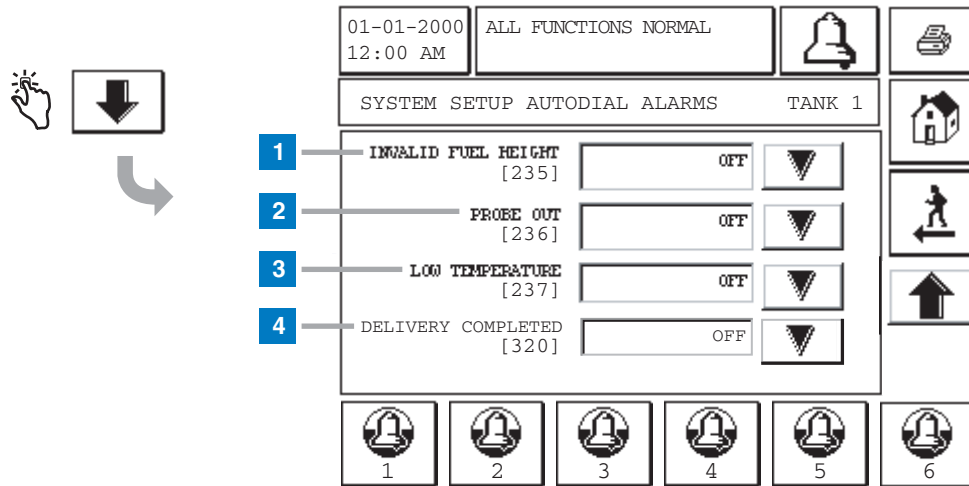 01-01-2000
12:00 AM
ALL FUNCTIONS NORMAL
SYSTEM SETUP AUTODIAL ALARMS TANK 1
1 INVALID FUEL HEIGHT OFF
[235]
2 PROBE OUT OFF
[236]
3 LOW TEMPERATURE OFF
[237]
4 DELIVERY COMPLETED OFF
[320]
1 2 3 4 5 6